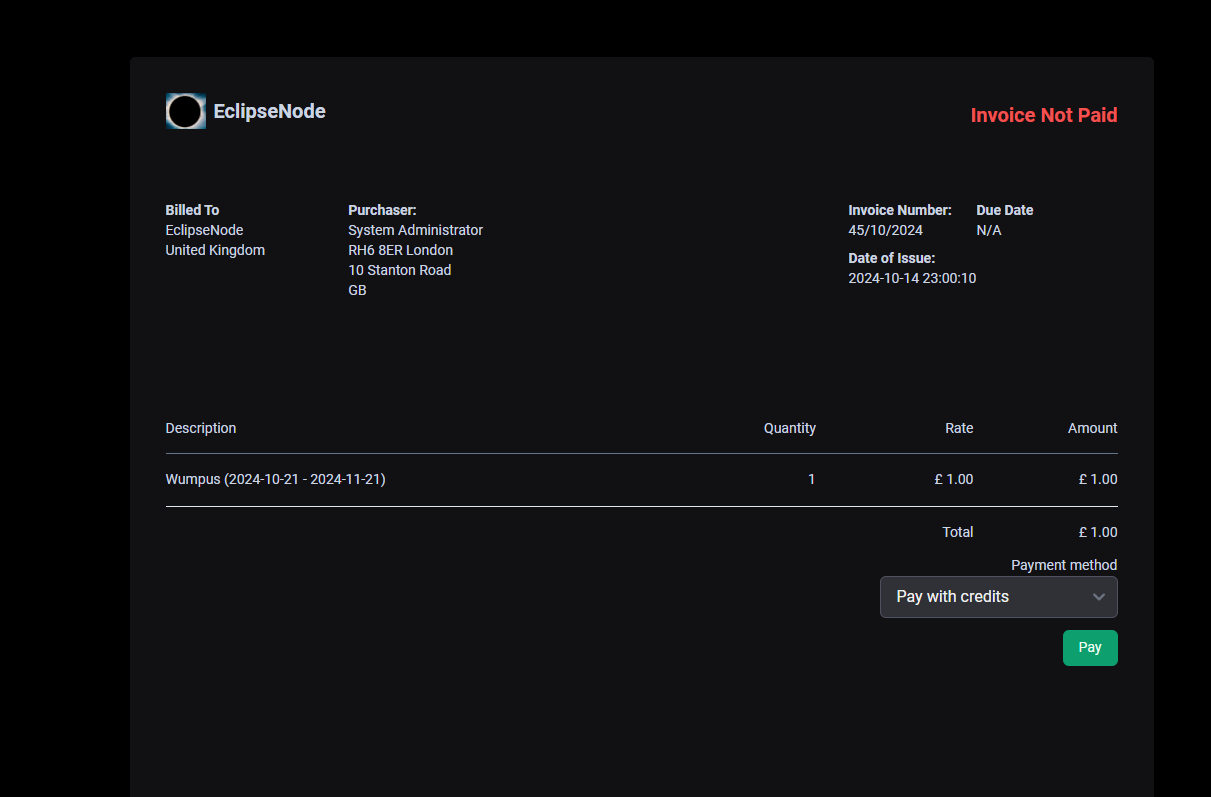 EclipseNode
Invoice Not Paid
Billed To
EclipseNode
United Kingdom
Purchaser:
System Administrator
RH6 8ER London
10 Stanton Road
GB
Invoice Number:
45/10/2024
Due Date
N/A
Date of Issue:
2024-10-14 23:00:10
Description Quantity Rate Amount
Wumpus (2024-10-21 - 2024-11-21) 1 £ 1.00 £ 1.00
Total £ 1.00
Payment method
Pay with credits
Pay